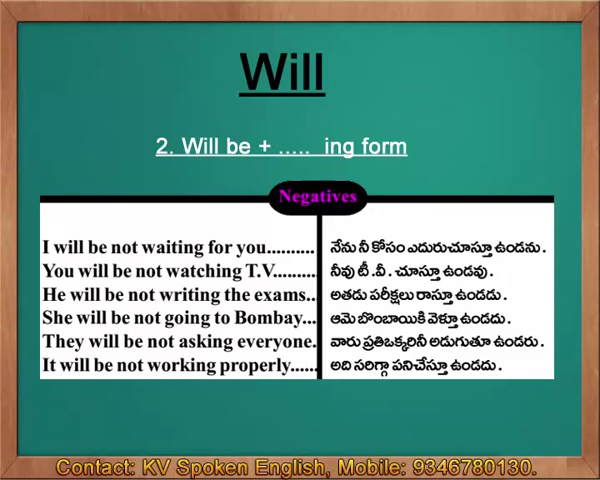 Will
2. Will be + ..... ing form
Negatives
I will be not waiting for you.......... నేను నీ కోసం ఎదురుచూస్తూ ఉండను.
You will be not watching T.V......... నీవు టీ .వీ. చూస్తూ ఉండవు.
He will be not writing the exams... అతడు పరీక్షలు రాస్తూ ఉండడు.
She will be not going to Bombay.... ఆమె బొంబాయికి వెళ్తూ ఉండదు.
They will be not asking everyone. వారు ప్రతిఒక్కరినీ అడుగుతూ ఉండరు.
It will be not working properly...... అది సరిగ్గా పనిచేస్తూ ఉండదు.
Contact: KV Spoken English, Mobile: 9346780130.